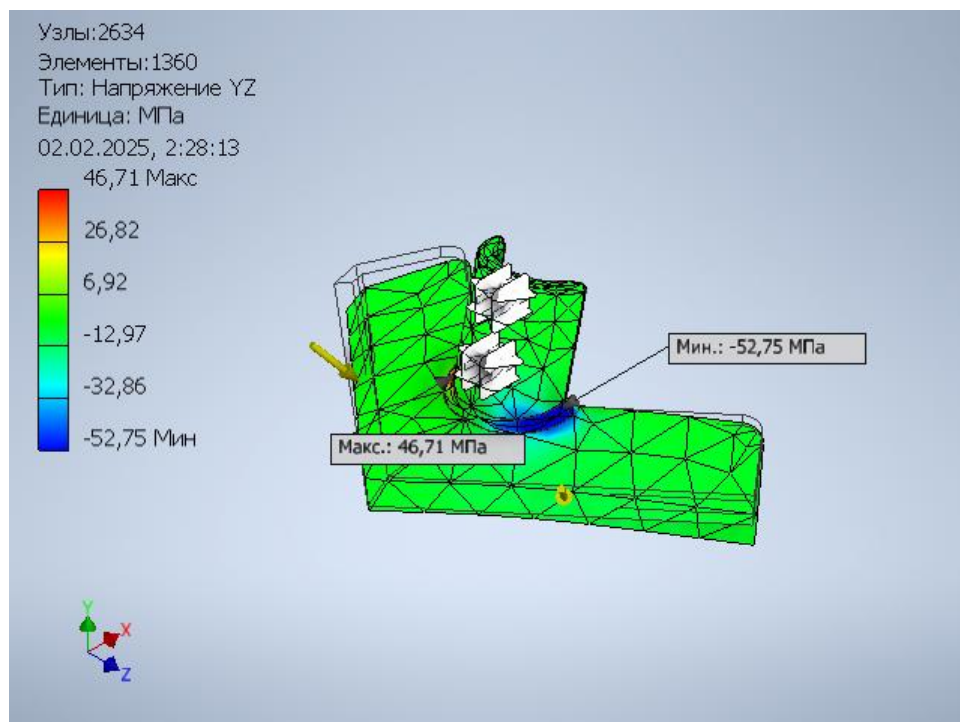 Узлы:2634
Элементы:1360
Тип: Напряжение YZ
Единица: МПа
02.02.2025, 2:28:13
46,71 Макс
26,82
6,92
-12,97
-32,86
-52,75 Мин
Мин.: -52,75 МПа
Макс.: 46,71 МПа
Y
X
Z